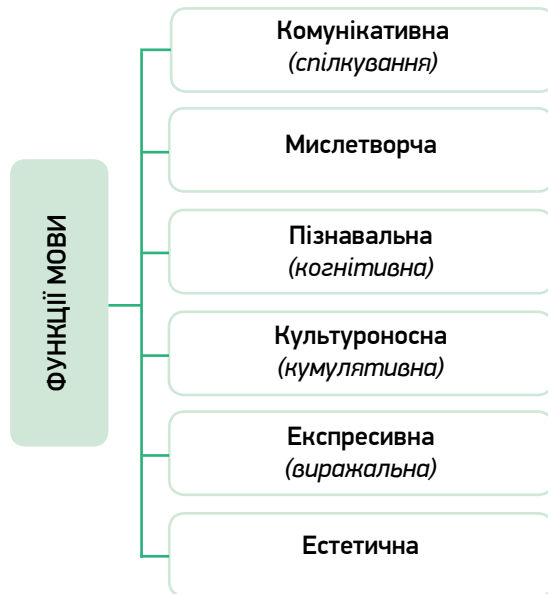 ФУНКЦІЇ МОВИ
Комунікативна
(спілкування)
Мислетворча
Пізнавальна
(когнітивна)
Культуроносна
(кумулятивна)
Експресивна
(виражальна)
Естетична